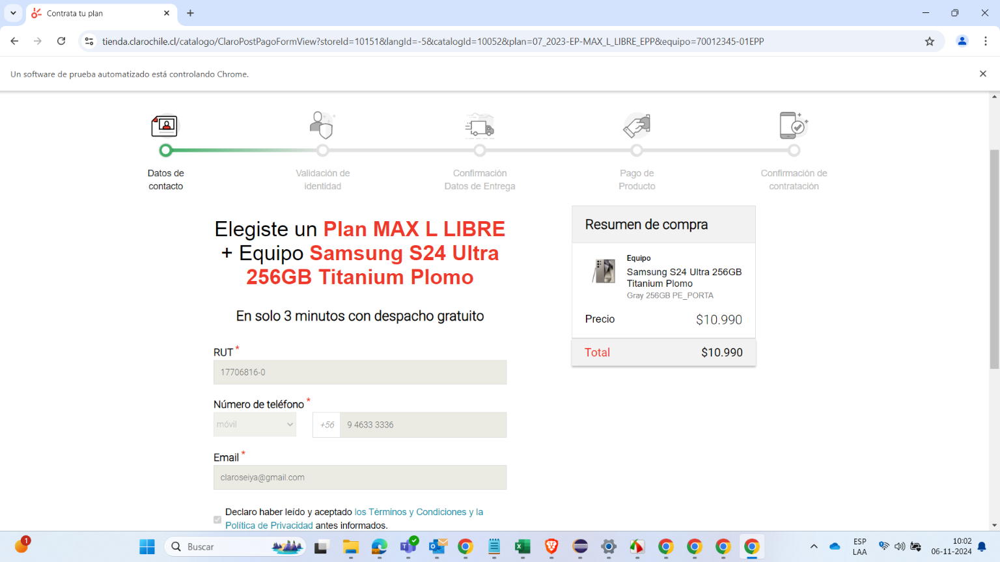 Contrata tu plan
tienda.clarochile.cl/catalogo/ClaroPostPagoFormView?storeId=10151&langId=-5&catalogId=10052&plan=07_2023-EP-MAX_L_LIBRE_EPP&equipo=70012345-01EPP
Un software de prueba automatizado está controlando Chrome.
Datos de
contacto
Validación de
identidad
Confirmación
Datos de Entrega
Pago de
Producto
Confirmación de
contratación
Elegiste un Plan MAX L LIBRE
+ Equipo Samsung S24 Ultra
256GB Titanium Plomo
En solo 3 minutos con despacho gratuito
RUT *
17706816-0
Número de teléfono *
móvil
+56 9 4633 3336
Email *
claroseiya@gmail.com
Declaro haber leído y aceptado los Términos y Condiciones y la
Política de Privacidad antes informados.
Resumen de compra
Equipo
Samsung S24 Ultra 256GB
Titanium Plomo
Gray 256GB PE_PORTA
Precio $10.990
Total $10.990
1
Buscar
ESP
LAA
10:02
06-11-2024